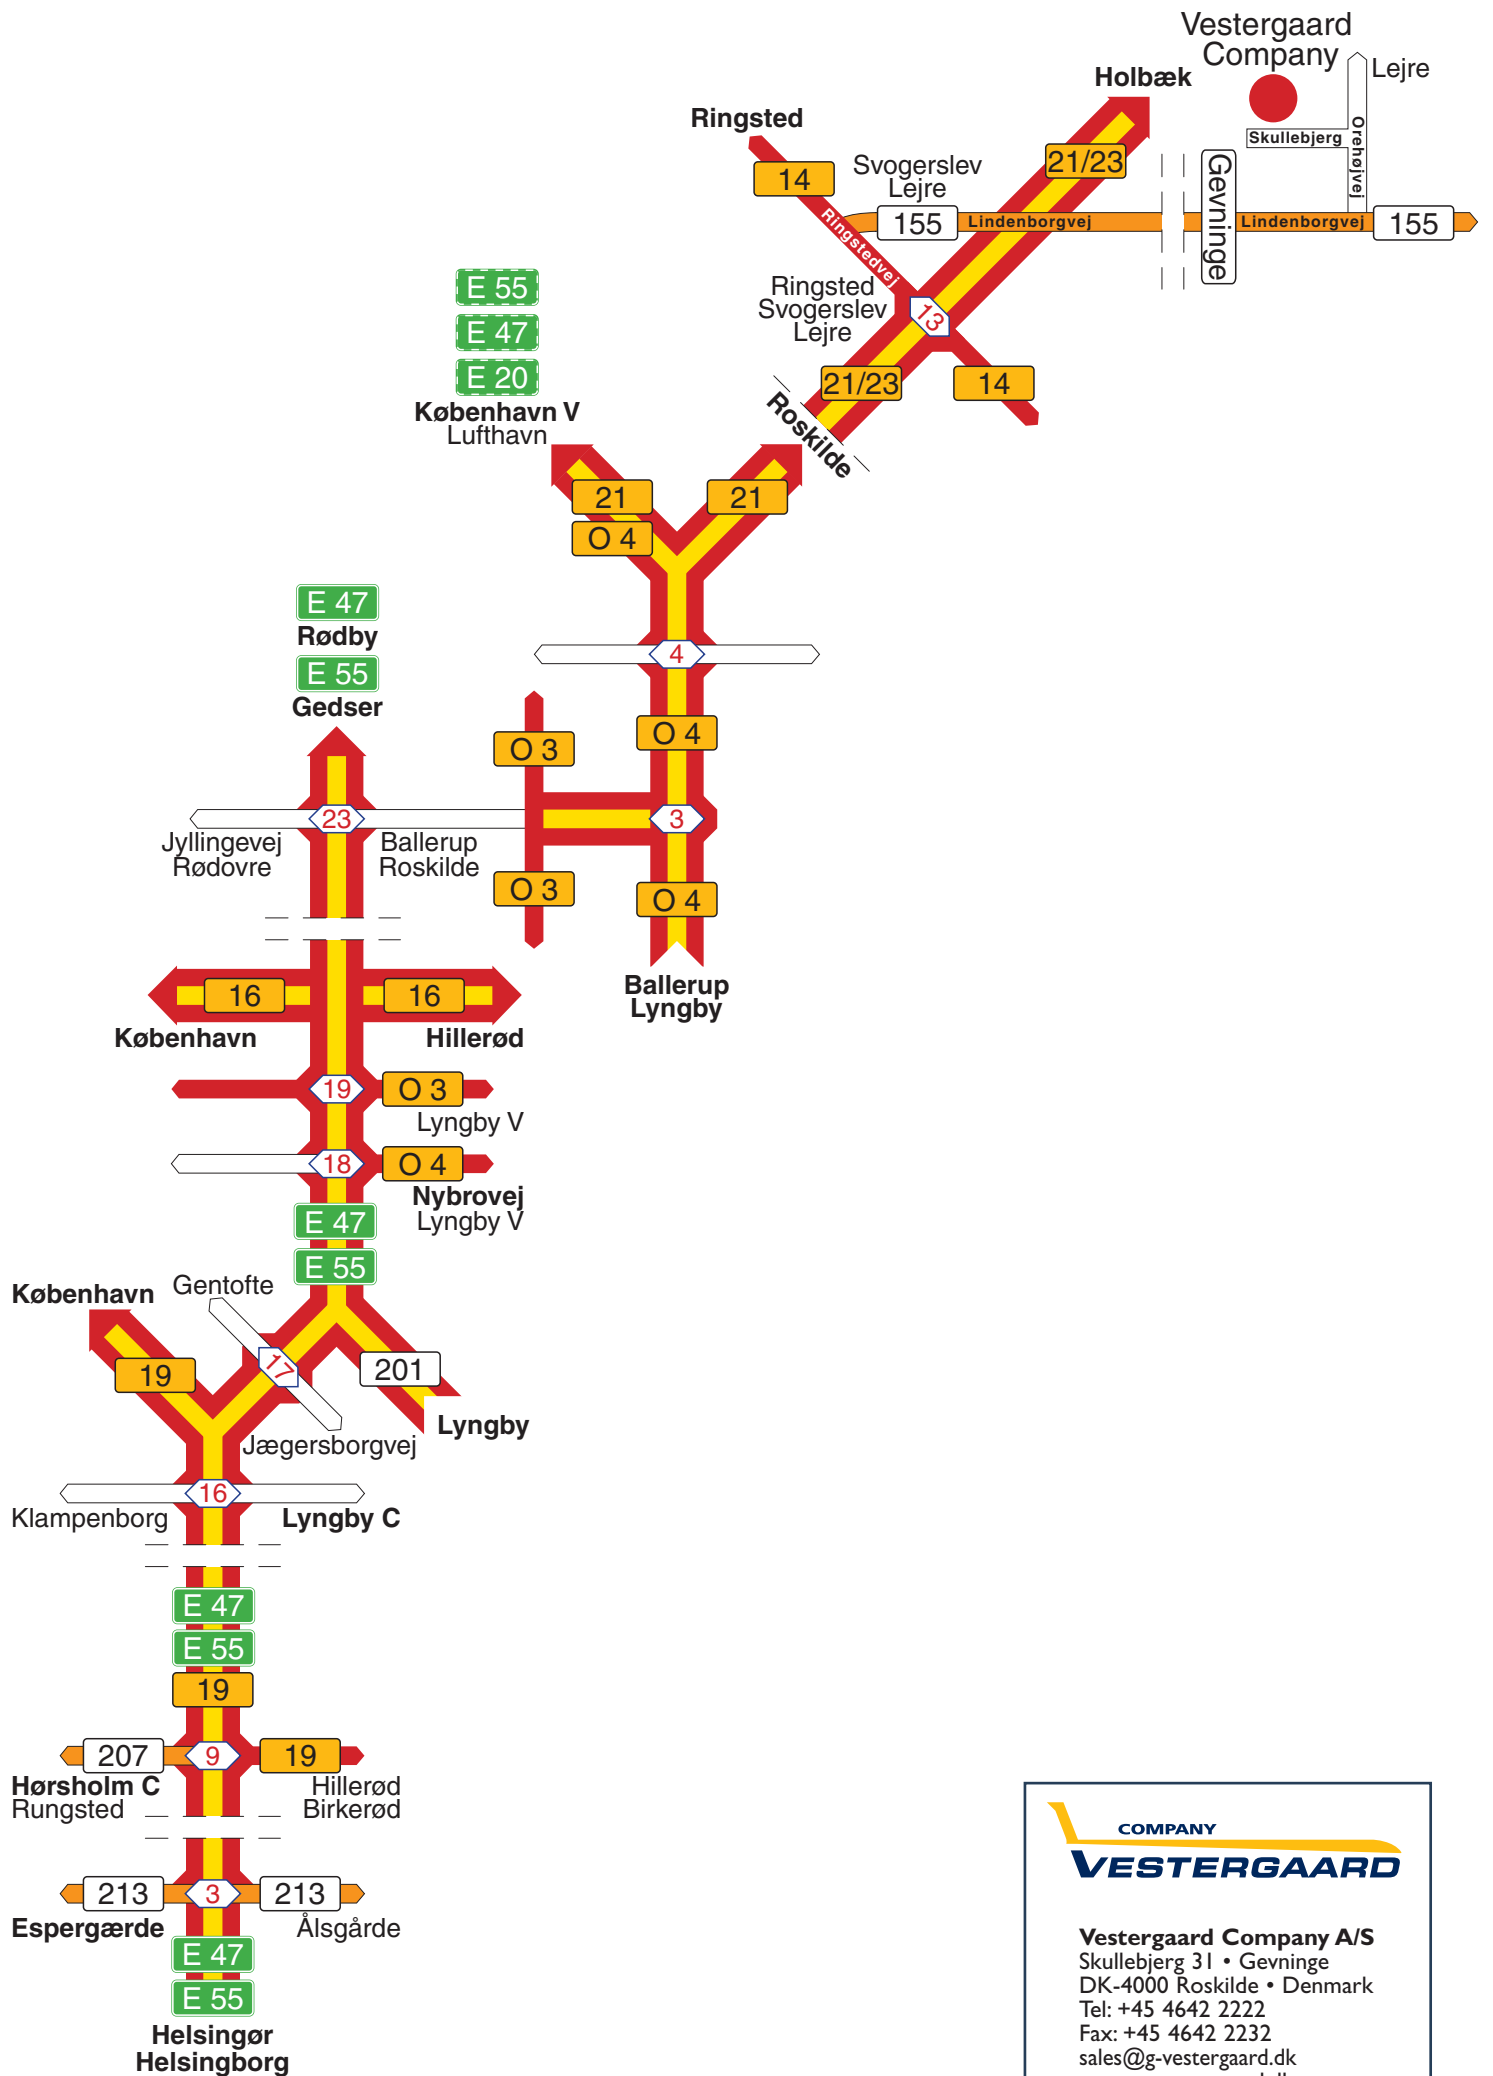 Vestergaard
Company
Lejre
Holbæk
Skullebjerg
Orehøjvej
Ringsted
14
21/23
Svogerslev
Lejre
Gevninge
155
Lindenborgvej
Lindenborgvej
155
Ringstedvej
Ringsted
Svogerslev
Lejre
13
21/23
14
Roskilde
E 55
E 47
E 20
København V
Lufthavn
21
21
O 4
E 47
Rødby
E 55
Gedser
4
O 3
O 4
23
3
Jyllingevej
Rødovre
Ballerup
Roskilde
O 3
O 4
Ballerup
Lyngby
16
16
København
Hillerød
19
O 3
Lyngby V
18
O 4
Nybrovej
Lyngby V
E 47
E 55
Gentofte
København
17
19
201
Lyngby
Jægersborgvej
16
Klampenborg
Lyngby C
E 47
E 55
19
207
9
19
Hørsholm C
Rungsted
Hillerød
Birkerød
213
3
213
Espergærde
Ålsgårde
E 47
E 55
Helsingør
Helsingborg
COMPANY
VESTERGAARD
Vestergaard Company A/S
Skullebjerg 31 • Gevninge
DK-4000 Roskilde • Denmark
Tel: +45 4642 2222
Fax: +45 4642 2232
sales@g-vestergaard.dk